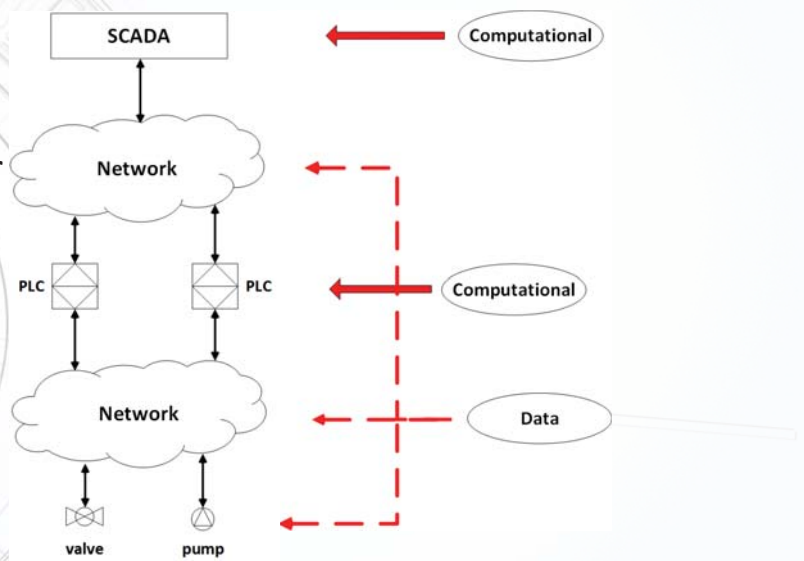 SCADA
Computational
Network
PLC
PLC
Computational
Network
Data
valve
pump